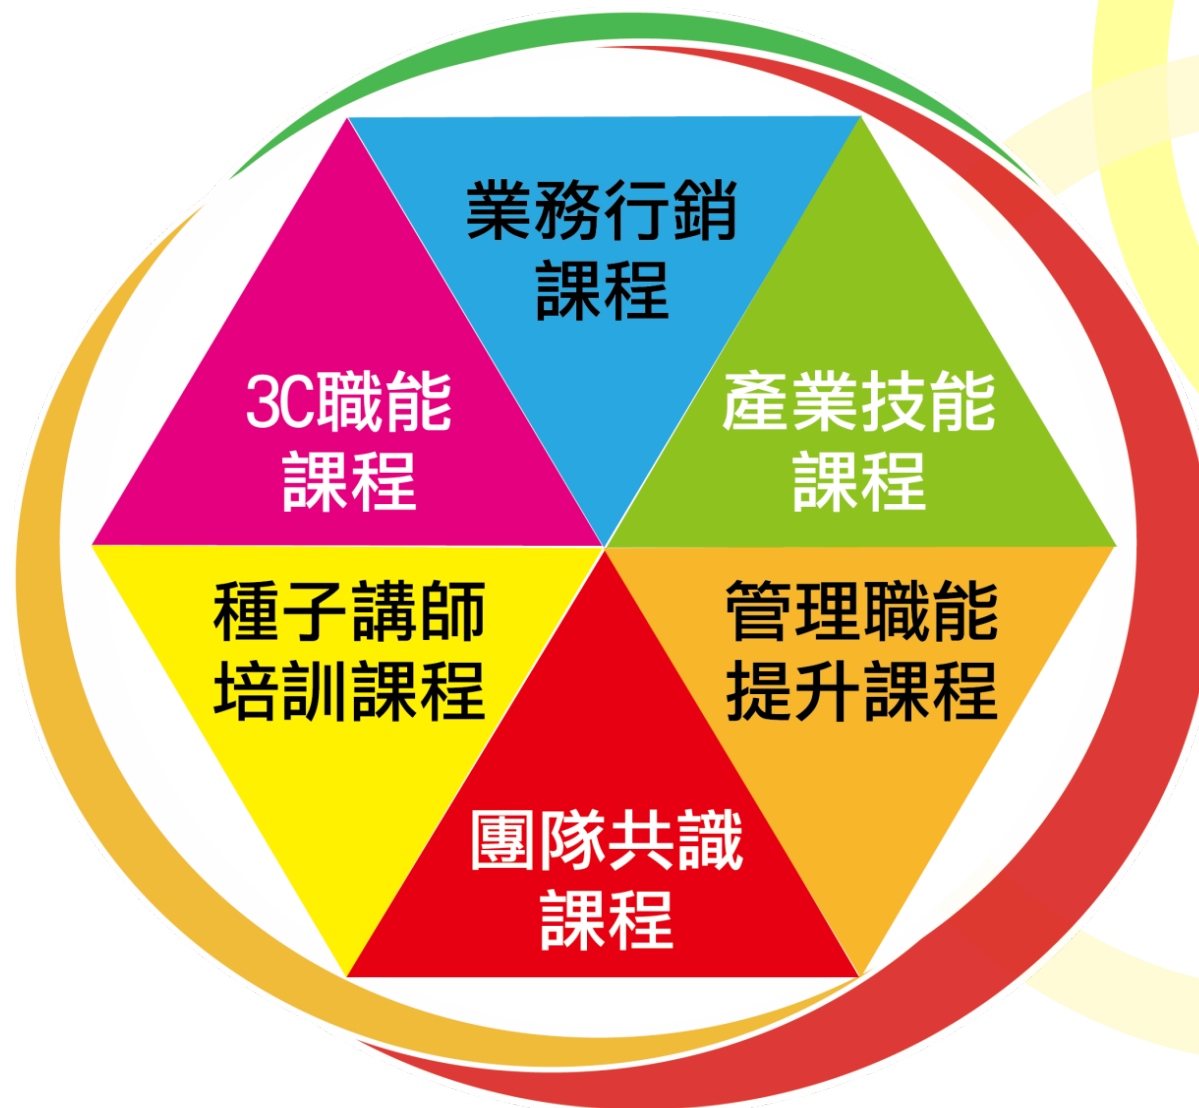 業務行銷
課程
3C職能
課程
產業技能
課程
種子講師
培訓課程
管理職能
提升課程
團隊共識
課程